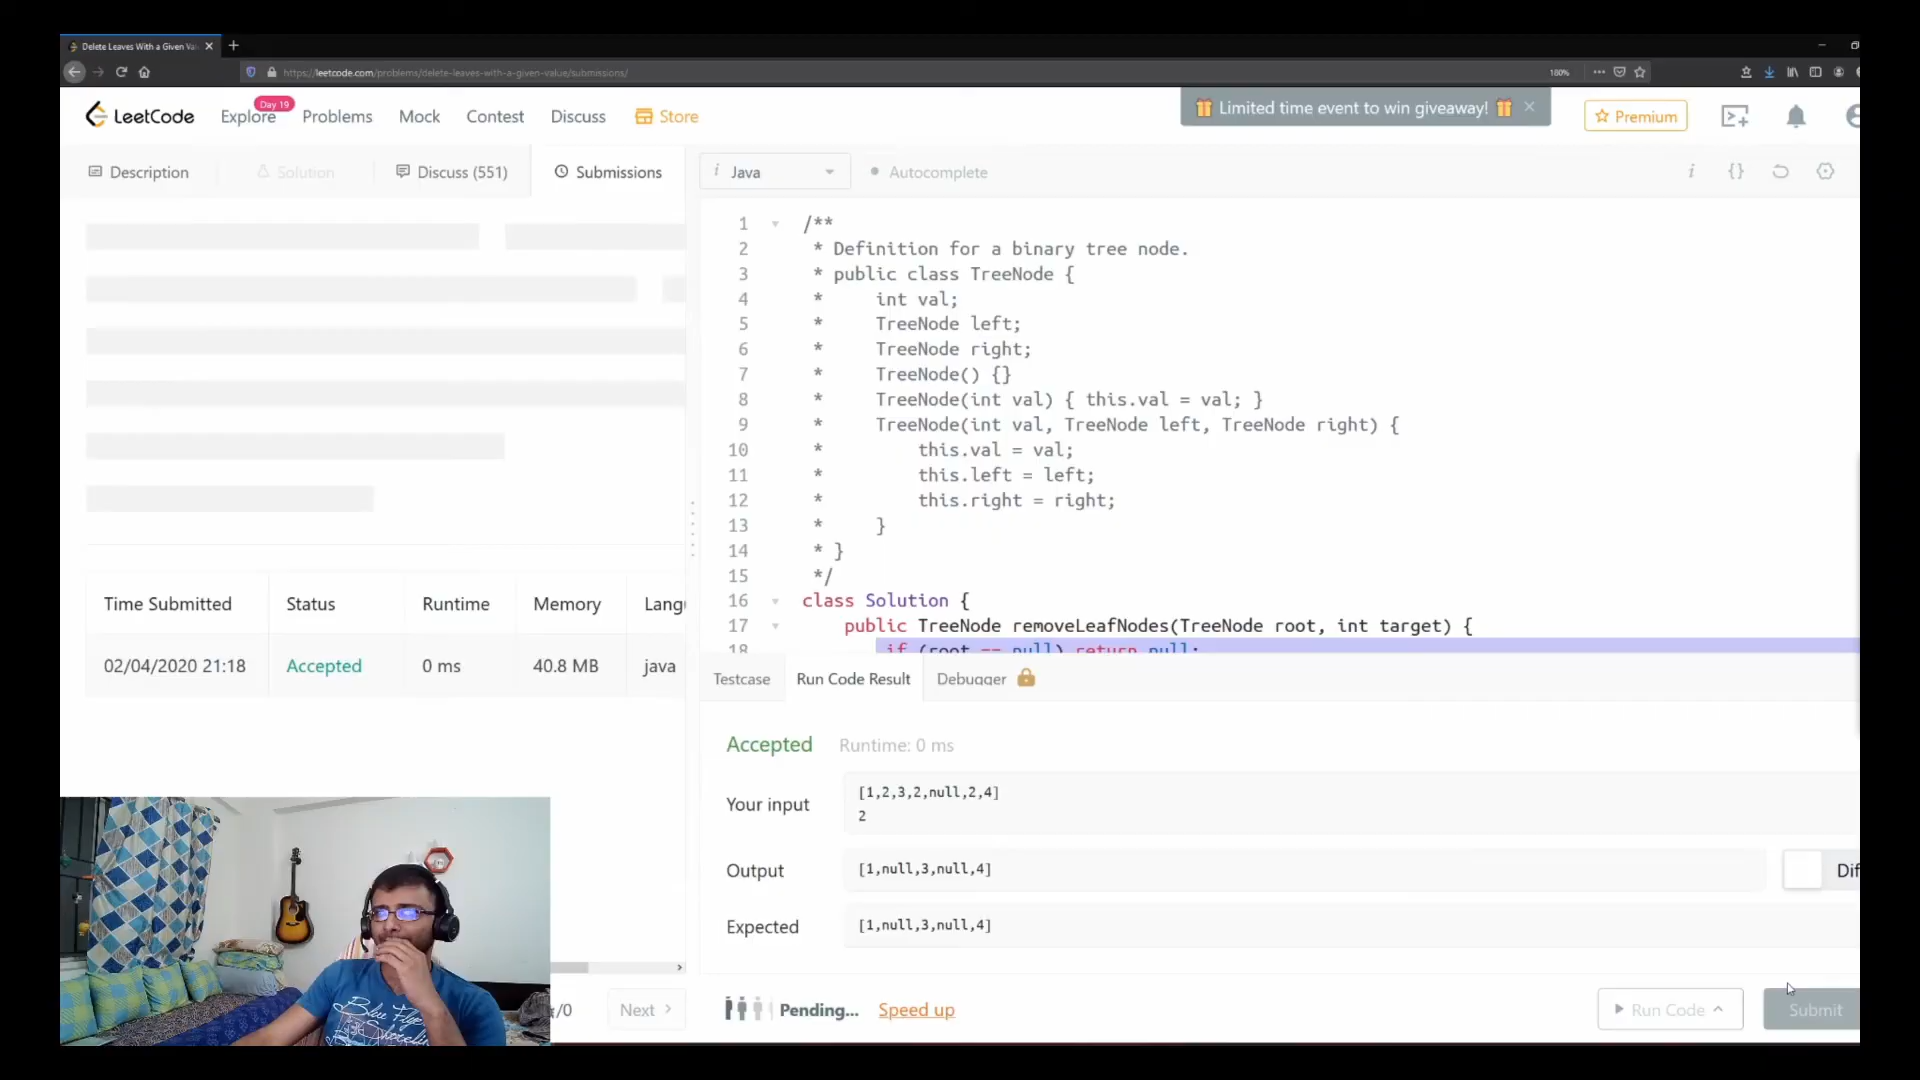 Delete Leaves With a Given Va
https://leetcode.com/problems/delete-leaves-with-a-given-value/submissions/
180%
LeetCode
Explore
Day 19
Problems
Mock
Contest
Discuss
Store
Limited time event to win giveaway!
Premium
Description
Solution
Discuss (551)
Submissions
i Java
Autocomplete
i
{}
1 /**
2 * Definition for a binary tree node.
3 * public class TreeNode {
4 * int val;
5 * TreeNode left;
6 * TreeNode right;
7 * TreeNode() {}
8 * TreeNode(int val) { this.val = val; }
9 * TreeNode(int val, TreeNode left, TreeNode right) {
10 * this.val = val;
11 * this.left = left;
12 * this.right = right;
13 * }
14 * }
15 */
16 class Solution {
17 public TreeNode removeLeafNodes(TreeNode root, int target) {
18 if (root == null) return null;
Time Submitted Status Runtime Memory Langu
02/04/2020 21:18 Accepted 0 ms 40.8 MB java
Testcase
Run Code Result
Debugger
Accepted Runtime: 0 ms
Your input
[1,2,3,2,null,2,4]
2
Output
[1,null,3,null,4]
Dif
Expected
[1,null,3,null,4]
/0
Next >
Pending...
Speed up
Run Code
Submit
Blue Fly